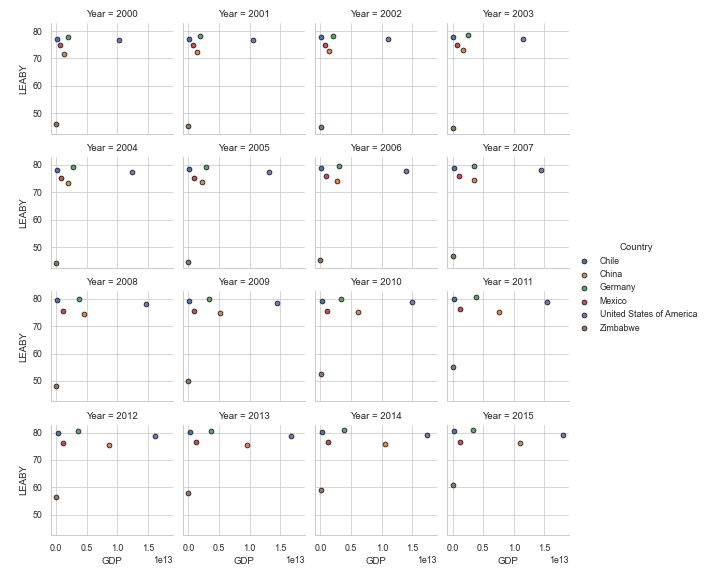 Year = 2000 Year = 2001 Year = 2002 Year = 2003
80
70
60
50
LEABY
Year = 2004 Year = 2005 Year = 2006 Year = 2007
80
70
60
50
LEABY
Country
Chile
China
Germany
Mexico
United States of America
Zimbabwe
Year = 2008 Year = 2009 Year = 2010 Year = 2011
80
70
60
50
LEABY
Year = 2012 Year = 2013 Year = 2014 Year = 2015
80
70
60
50
LEABY
0.0 0.5 1.0 1.5 0.0 0.5 1.0 1.5 0.0 0.5 1.0 1.5 0.0 0.5 1.0 1.5
GDP 1e13 GDP 1e13 GDP 1e13 GDP 1e13